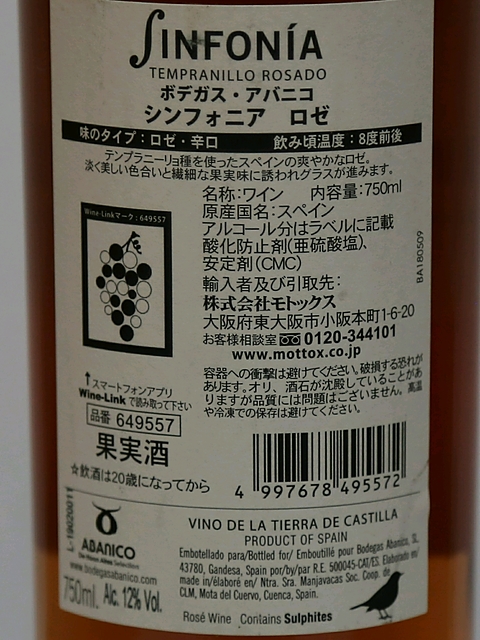 SINFONÍA
TEMPRANILLO ROSADO
ボデガス・アバニコ
シンフォニア ロゼ
味のタイプ：ロゼ・辛口 飲み頃温度：8度前後
テンプラニーリョ種を使ったスペインの爽やかなロゼ。
淡く美しい色合いと繊細な果実味に誘われグラスが進みます。
Wine-Linkマーク：649557
名称：ワイン 内容量：750ml
原産国名：スペイン
アルコール分はラベルに記載
酸化防止剤（亜硫酸塩）、
安定剤（CMC）
輸入者及び引取先：
株式会社モトックス
大阪府東大阪市小阪本町1-6-20
お客様相談室 0120-344101
www.mottox.co.jp
BA180509
容器への衝撃は避けてください。破損する恐れが
あります。オリ、酒石が沈殿していることがあ
りますが品質には問題はございません。高温
や冷凍での保存は避けてください。
↑スマートフォンアプリ
Wine-Linkで読み取って下さい
品番 649557
果実酒
☆飲酒は20歳になってから
4 997678 495572
L-19020011
ABANICO
www.bodegasabanico.com
750ml. Alc. 12% Vol.
VINO DE LA TIERRA DE CASTILLA
PRODUCT OF SPAIN
Embotellado para/Bottled for/ Emboutillé pour Bodegas Abanico, S.
43780, Gandesa, Spain por/by/par R.E. 500045-CAT/ES. Elaborado en/
made in/elaboré en/ Ntra. Sra. Manjavacas Soc. Coop. de
CLM, Mota del Cuervo, Cuenca, Spain.
Rosé Wine Contains Sulphites